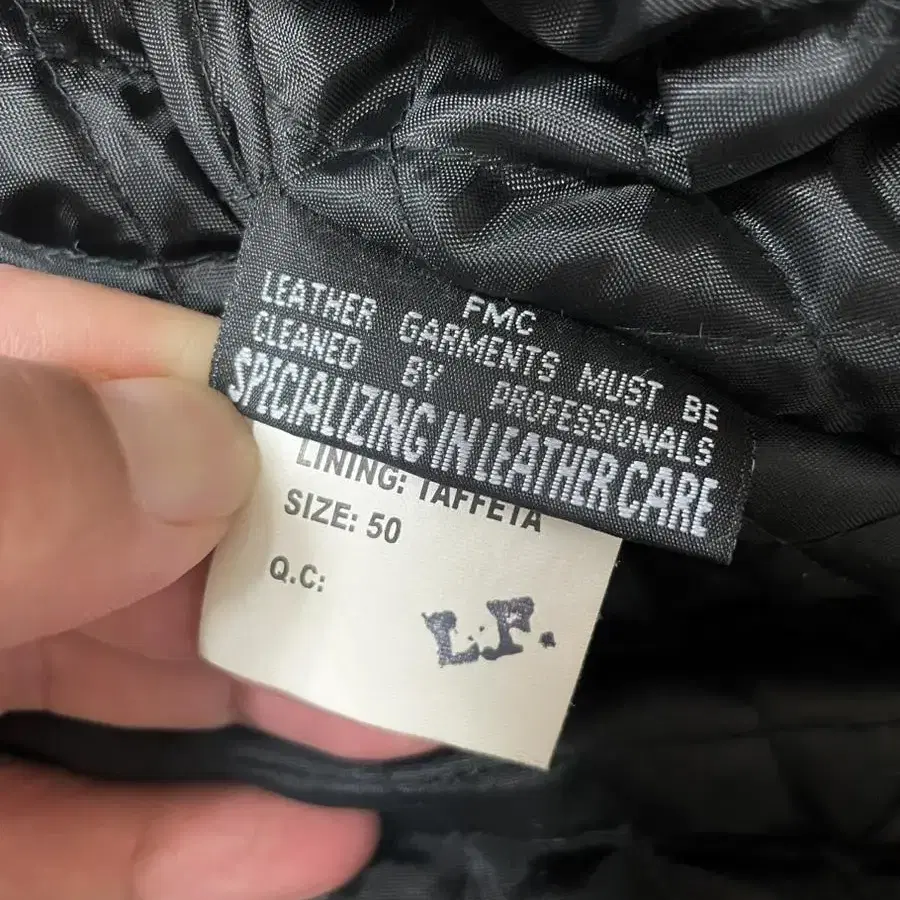 FMC
LEATHER GARMENTS MUST BE
CLEANED BY PROFESSIONALS
SPECIALIZING IN LEATHER CARE
LINING: TAFFETA
SIZE: 50
Q.C:
L.F.